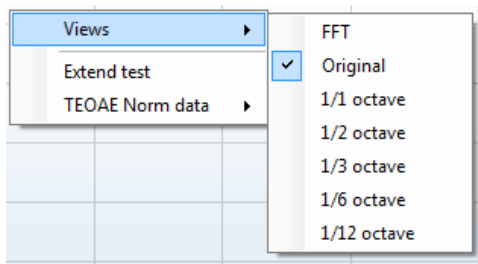 Views
Extend test
TEOAE Norm data
FFT
Original
1/1 octave
1/2 octave
1/3 octave
1/6 octave
1/12 octave